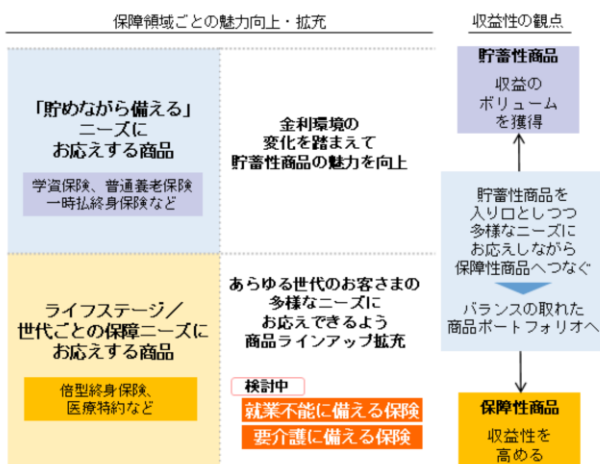 保障領域ごとの魅力向上・拡充
収益性の観点
「貯めながら備える」
ニーズに
お応えする商品
学資保険、普通養老保険
一時払終身保険など
金利環境の
変化を踏まえて
貯蓄性商品の魅力を向上
ライフステージ／
世代ごとの保障ニーズに
お応えする商品
倍型終身保険、
医療特約など
あらゆる世代のお客さまの
多様なニーズに
お応えできるよう
商品ラインアップ拡充
検討中
就業不能に備える保険
要介護に備える保険
貯蓄性商品
収益の
ボリューム
を獲得
貯蓄性商品を
入り口としつつ
多様なニーズに
お応えしながら
保障性商品へつなぐ
バランスの取れた
商品ポートフォリオへ
保障性商品
収益性を
高める